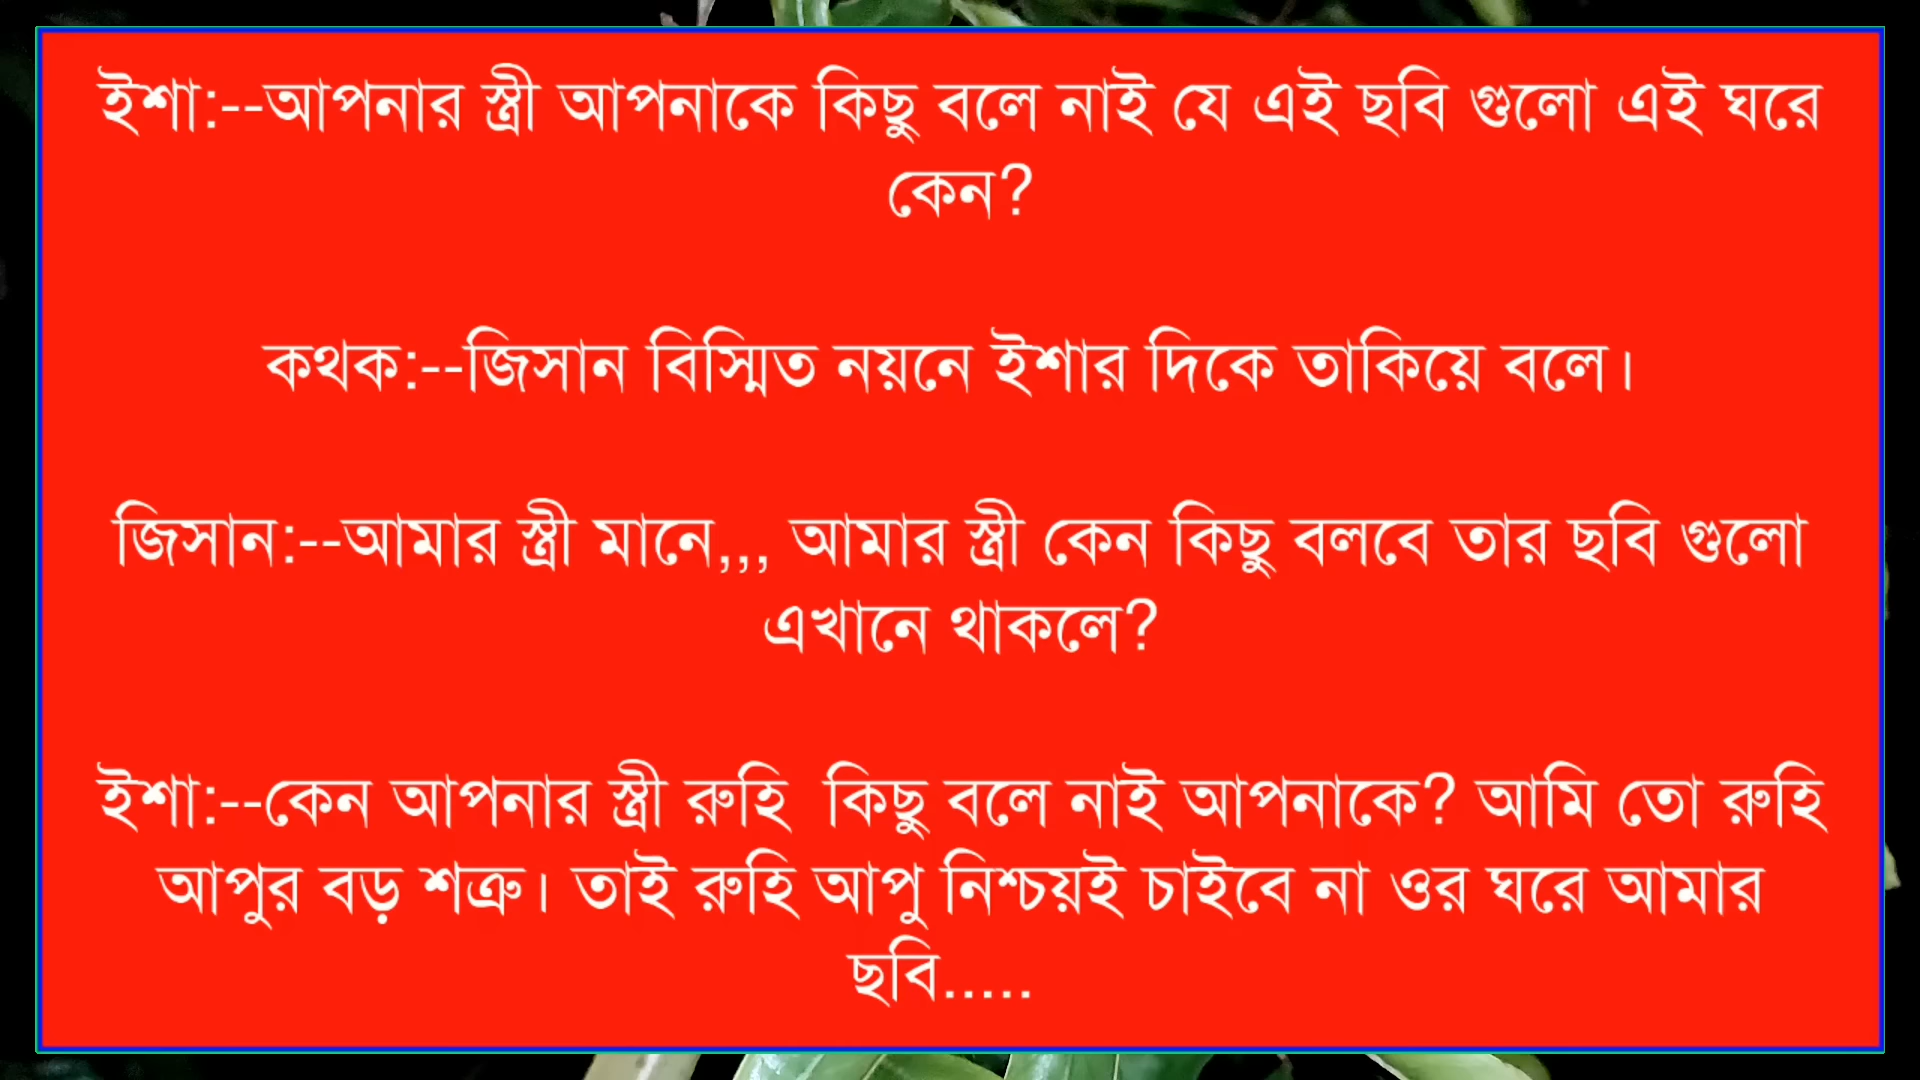 ইশা:--আপনার স্ত্রী আপনাকে কিছু বলে নাই যে এই ছবি গুলো এই ঘরে
কেন?
কথক:--জিসান বিস্মিত নয়নে ইশার দিকে তাকিয়ে বলে।
জিসান:--আমার স্ত্রী মানে,,, আমার স্ত্রী কেন কিছু বলবে তার ছবি গুলো
এখানে থাকলে?
ইশা:--কেন আপনার স্ত্রী রুহি  কিছু বলে নাই আপনাকে? আমি তো রুহি
আপুর বড় শত্রু। তাই রুহি আপু নিশ্চয়ই চাইবে না ওর ঘরে আমার
ছবি.....